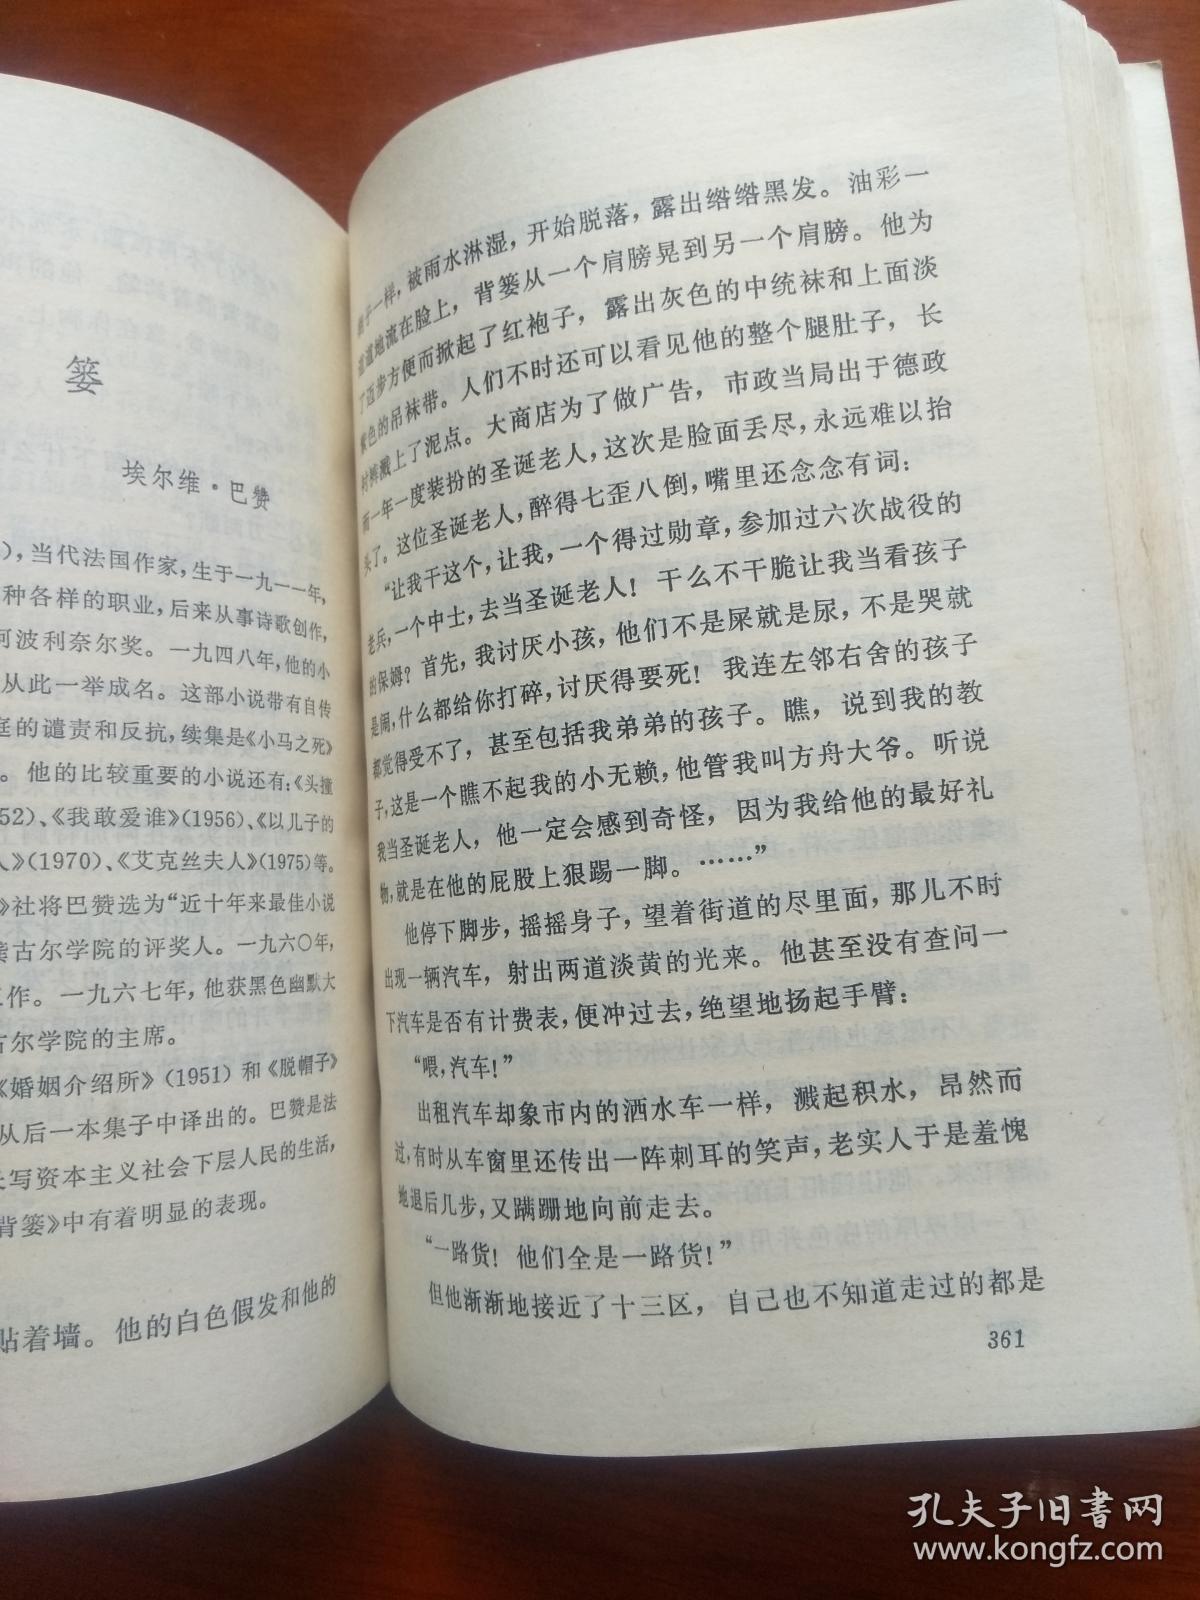 篓
埃尔维·巴赞
),当代法国作家,生于一九一一年,
种各样的职业,后来从事诗歌创作,
阿波利奈尔奖。一九四八年,他的小
从此一举成名。这部小说带有自传
庭的谴责和反抗,续集是《小马之死》
。他的比较重要的小说还有:《头撞
52)、《我敢爱谁》(1956)、《以儿子的
人》(1970)、《艾克丝夫人》(1975)等。
》社将巴赞选为“近十年来最佳小说
龚古尔学院的评奖人。一九六〇年,
工作。一九六七年,他获黑色幽默大
古尔学院的主席。
《婚姻介绍所》(1951)和《脱帽子》
从后一本集子中译出的。巴赞是法
写资本主义社会下层人民的生活,
背篓》中有着明显的表现。
贴着墙。他的白色假发和他的
子一样,被雨水淋湿,开始脱落,露出绺绺黑发。油彩一
道道地流在脸上,背篓从一个肩膀晃到另一个肩膀。他为
了迈步方便而掀起了红袍子,露出灰色的中统袜和上面淡
紫色的吊袜带。人们不时还可以看见他的整个腿肚子,长
衬裤溅上了泥点。大商店为了做广告,市政当局出于德政
而一年一度装扮的圣诞老人,这次是脸面丢尽,永远难以抬
头了。这位圣诞老人,醉得七歪八倒,嘴里还念念有词:
“让我干这个,让我,一个得过勋章,参加过六次战役的
老兵,一个中士,去当圣诞老人!干么不干脆让我当看孩子
的保姆?首先,我讨厌小孩,他们不是屎就是尿,不是哭就
是闹,什么都给你打碎,讨厌得要死!我连左邻右舍的孩子
都觉得受不了,甚至包括我弟弟的孩子。瞧,说到我的教
子,这是一个瞧不起我的小无赖,他管我叫方舟大爷。听说
我当圣诞老人,他一定会感到奇怪,因为我给他的最好礼
物,就是在他的屁股上狠踢一脚。……”
他停下脚步,摇摇身子,望着街道的尽里面,那儿不时
出现一辆汽车,射出两道淡黄的光来。他甚至没有查问一
下汽车是否有计费表,便冲过去,绝望地扬起手臂:
“喂,汽车!”
出租汽车却象市内的洒水车一样,溅起积水,昂然而
过,有时从车窗里还传出一阵刺耳的笑声,老实人于是羞愧
地退后几步,又蹒跚地向前走去。
“一路货!他们全是一路货!”
但他渐渐地接近了十三区,自己也不知道走过的都是
361
孔夫子旧书网
www.kongfz.com